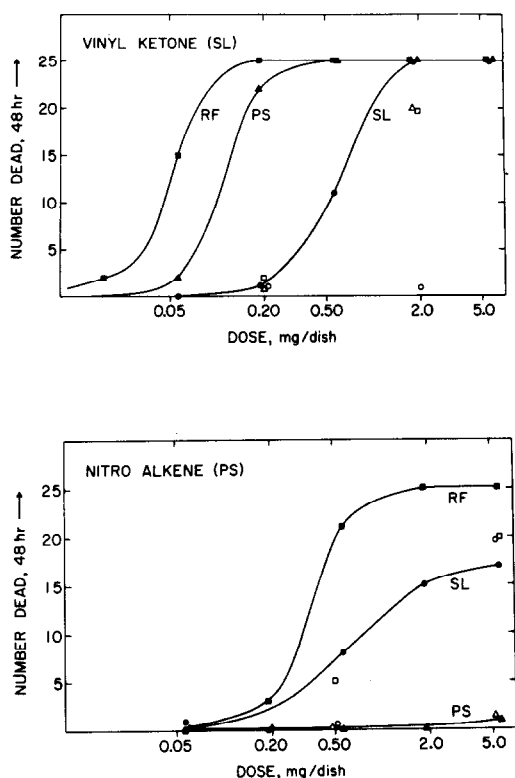 VINYL KETONE (SL)
NUMBER DEAD, 48 hr →
25
20
15
10
5
RF
PS
SL
0.05
0.20
0.50
2.0
5.0
DOSE, mg/dish
NITRO ALKENE (PS)
NUMBER DEAD, 48 hr →
25
20
15
10
5
RF
SL
PS
0.05
0.20
0.50
2.0
5.0
DOSE, mg/dish